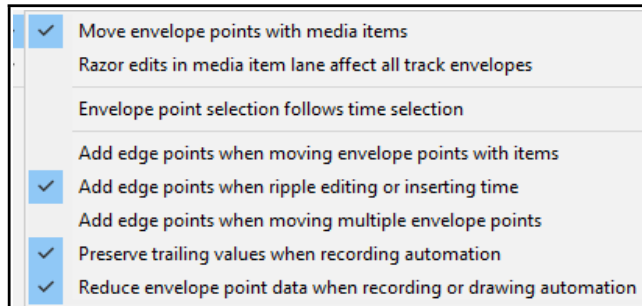 Move envelope points with media items
Razor edits in media item lane affect all track envelopes
Envelope point selection follows time selection
Add edge points when moving envelope points with items
Add edge points when ripple editing or inserting time
Add edge points when moving multiple envelope points
Preserve trailing values when recording automation
Reduce envelope point data when recording or drawing automation